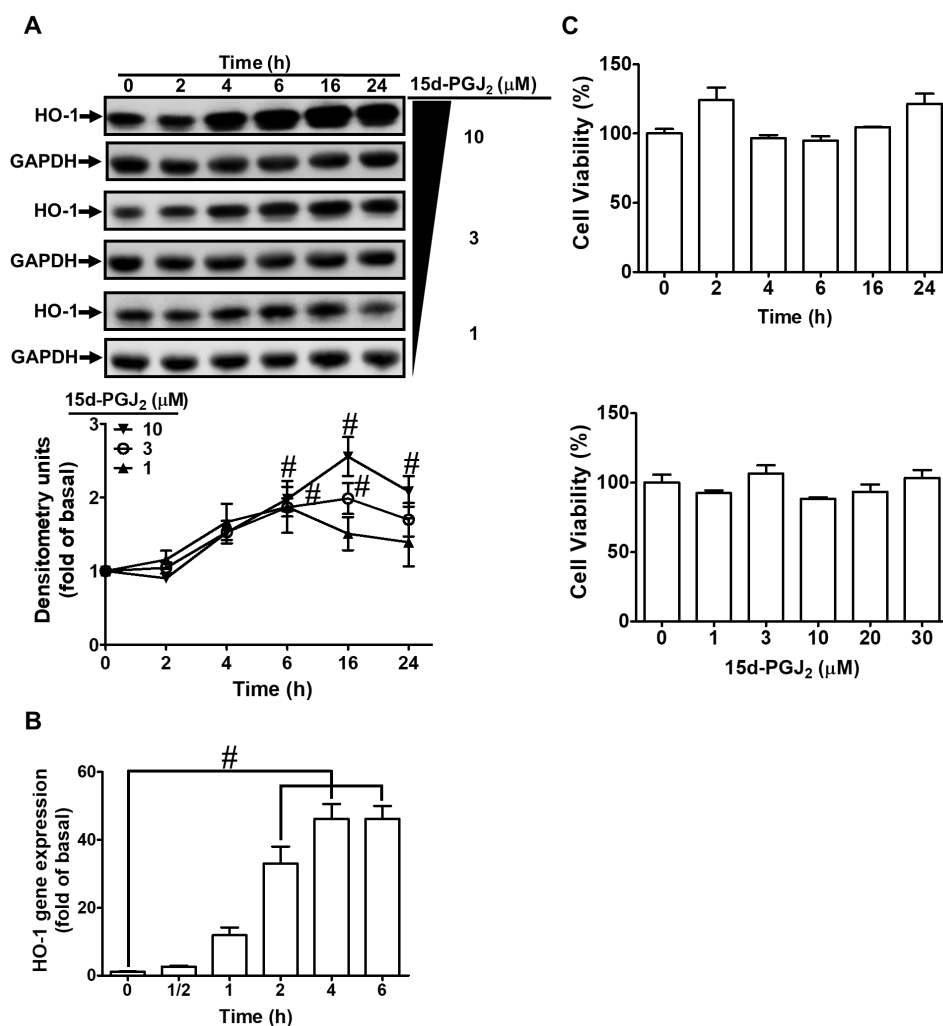 A
Time (h)
0 2 4 6 16 24
15d-PGJ₂ (μM)
HO-1
10
GAPDH
HO-1
3
GAPDH
HO-1
1
GAPDH
15d-PGJ₂ (μM)
10
3
1
Densitometry units
(fold of basal)
3
2
1
0
# # # # #
0 2 4 6 16 24
Time (h)
B
#
HO-1 gene expression
(fold of basal)
60
40
20
0
0 1/2 1 2 4 6
Time (h)
C
Cell Viability (%)
150
100
50
0
0 2 4 6 16 24
Time (h)
Cell Viability (%)
150
100
50
0
0 1 3 10 20 30
15d-PGJ₂ (μM)